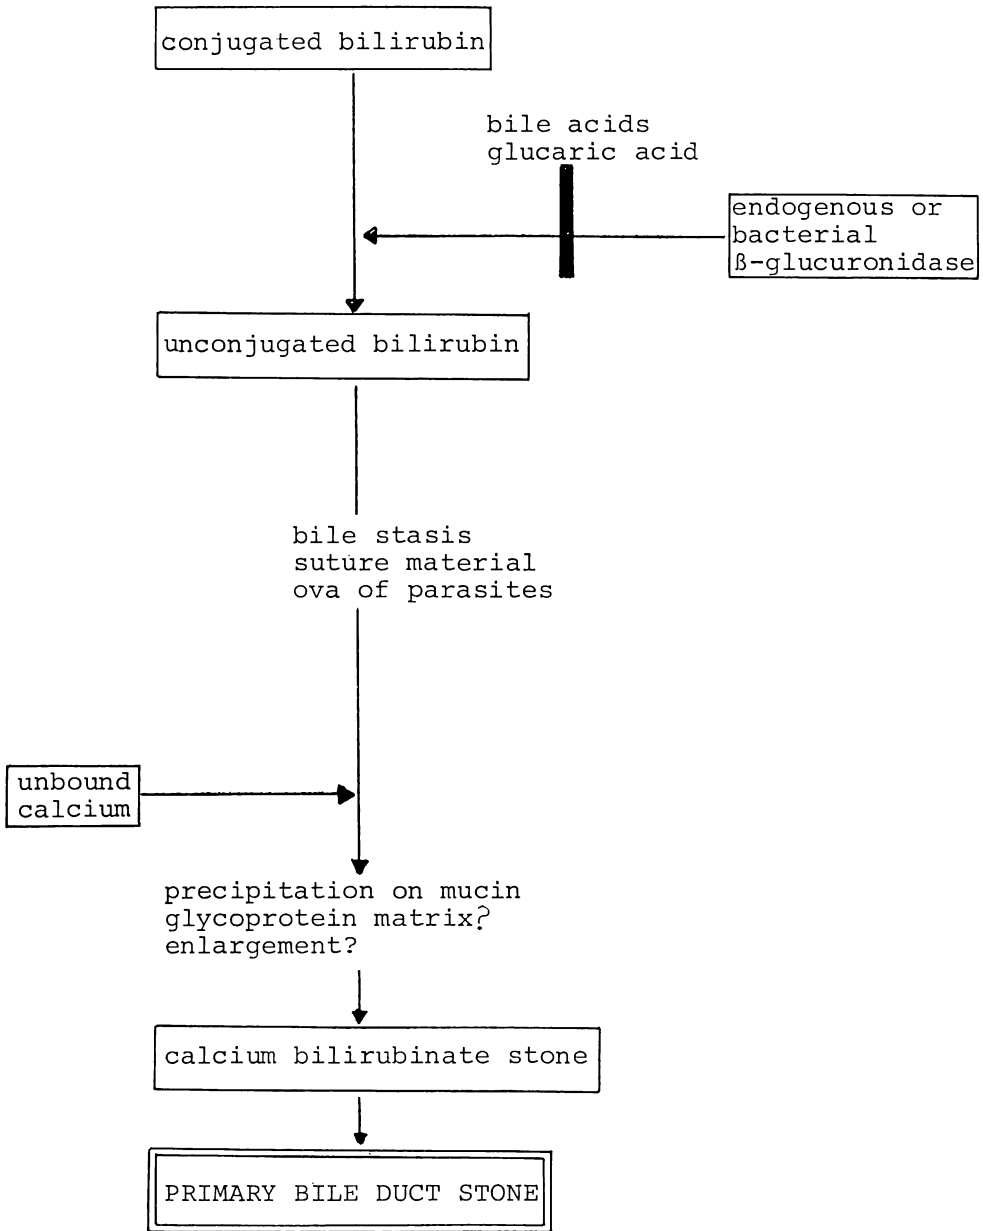 conjugated bilirubin
bile acids
glucaric acid
endogenous or
bacterial
ß-glucuronidase
unconjugated bilirubin
bile stasis
suture material
ova of parasites
unbound
calcium
precipitation on mucin
glycoprotein matrix?
enlargement?
calcium bilirubinate stone
PRIMARY BILE DUCT STONE